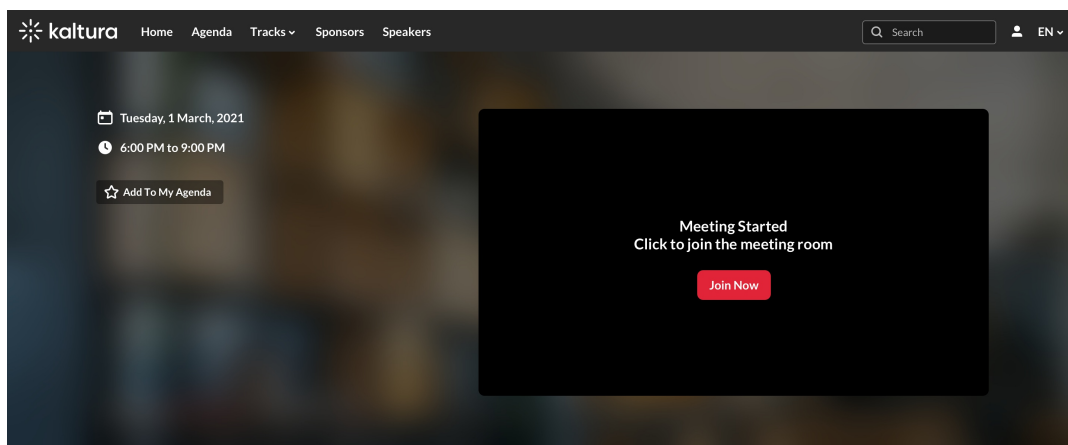 kaltura Home Agenda Tracks Sponsors Speakers Search EN
Tuesday, 1 March, 2021
6:00 PM to 9:00 PM
Add To My Agenda
Meeting Started
Click to join the meeting room
Join Now